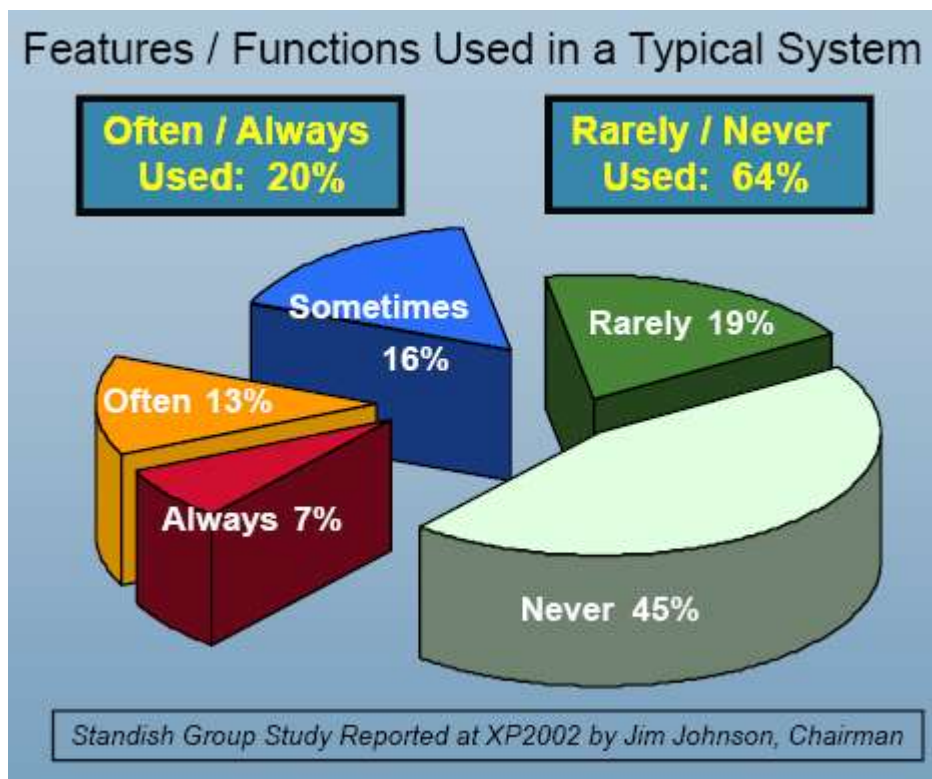 Features / Functions Used in a Typical System
Often / Always
Used: 20%
Rarely / Never
Used: 64%
Sometimes
16%
Rarely 19%
Often 13%
Always 7%
Never 45%
Standish Group Study Reported at XP2002 by Jim Johnson, Chairman